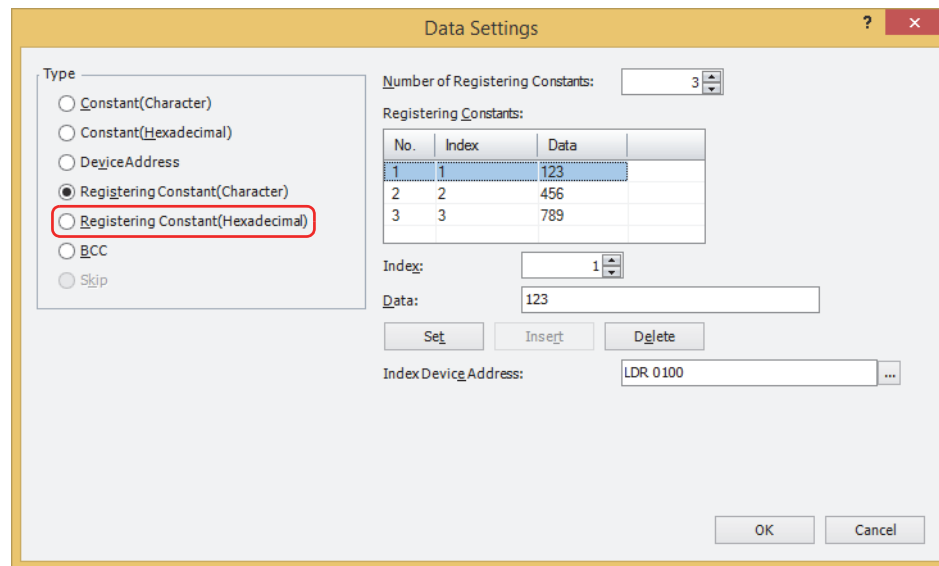 Data Settings
?
×
Type
Constant(Character)
Constant(Hexadecimal)
DeviceAddress
Registering Constant(Character)
Registering Constant(Hexadecimal)
BCC
Skip
Number of Registering Constants: 3
Registering Constants:
No. Index Data
1 1 123
2 2 456
3 3 789
Index: 1
Data: 123
Set Insert Delete
Index Device Address: LDR 0100 ...
OK Cancel